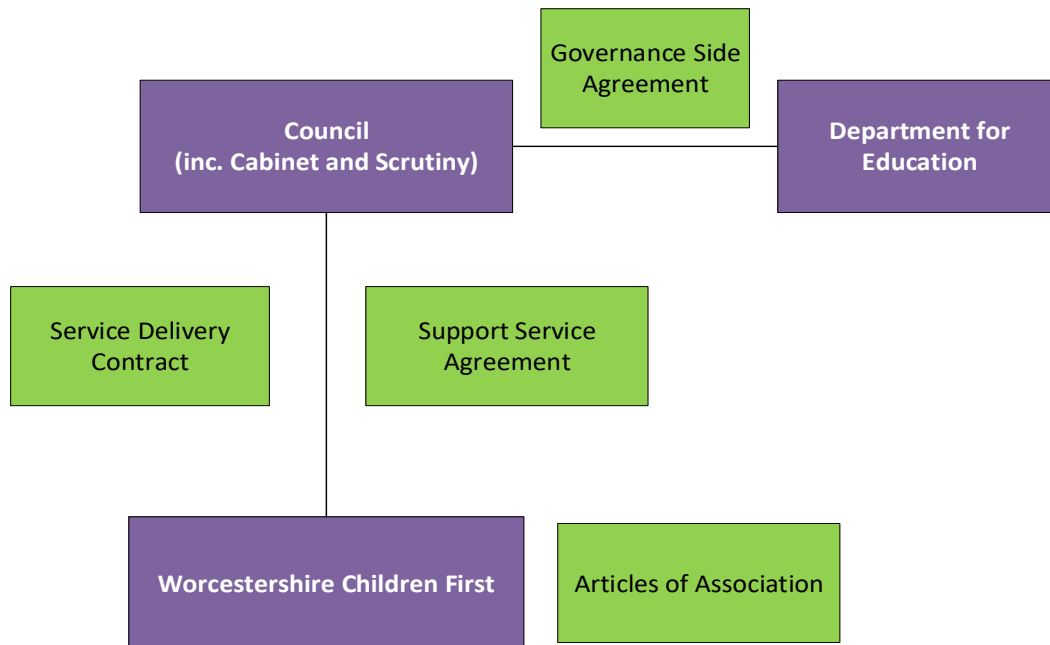 Governance Side
Agreement
Council
(inc. Cabinet and Scrutiny)
Department for
Education
Service Delivery
Contract
Support Service
Agreement
Worcestershire Children First
Articles of Association